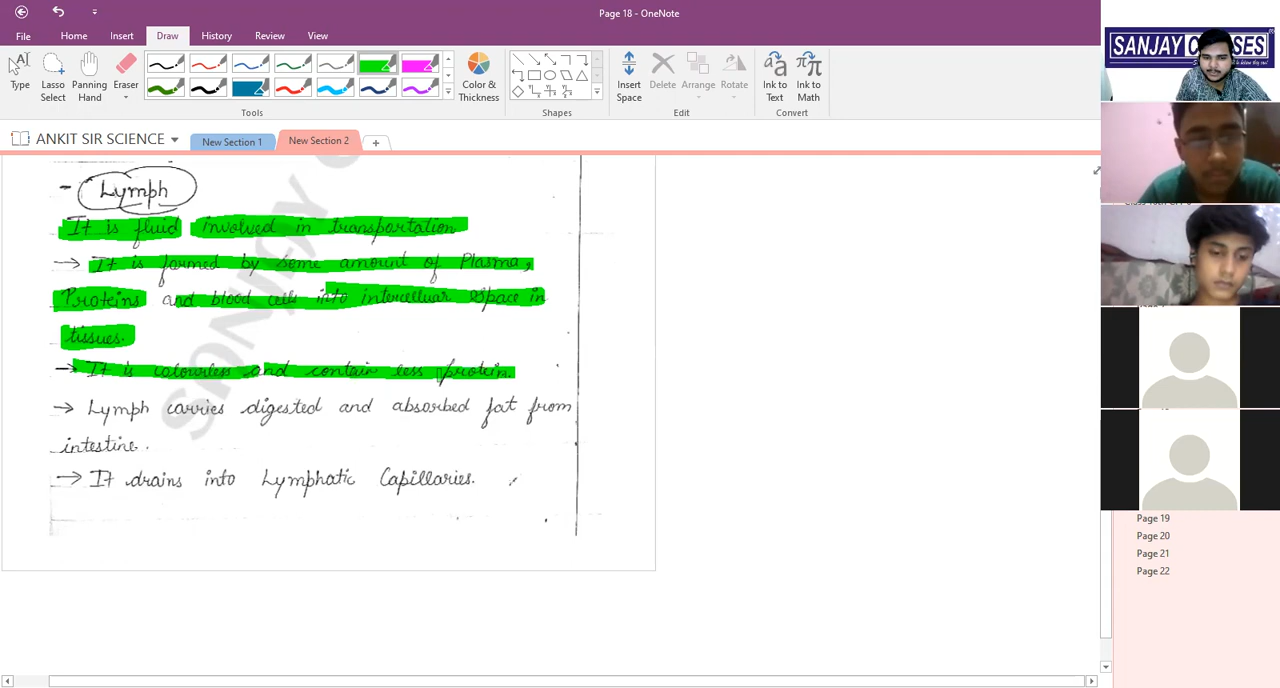 Page 18 - OneNote
File Home Insert Draw History Review View
Type
Lasso Select
Panning Hand
Eraser
Color & Thickness
Insert Space
Delete
Arrange
Rotate
Ink to Text
Ink to Math
Tools
Shapes
Edit
Convert
ANKIT SIR SCIENCE
New Section 1
New Section 2
- Lymph
It is fluid involved in transportation
→ It is formed by some amount of Plasma,
Proteins and blood cells into intercelluar space in
tissues.
→ It is colourless and contain less protein.
→ Lymph carries digested and absorbed fat from
intestine.
→ It drains into Lymphatic Capillaries.
Page 19
Page 20
Page 21
Page 22